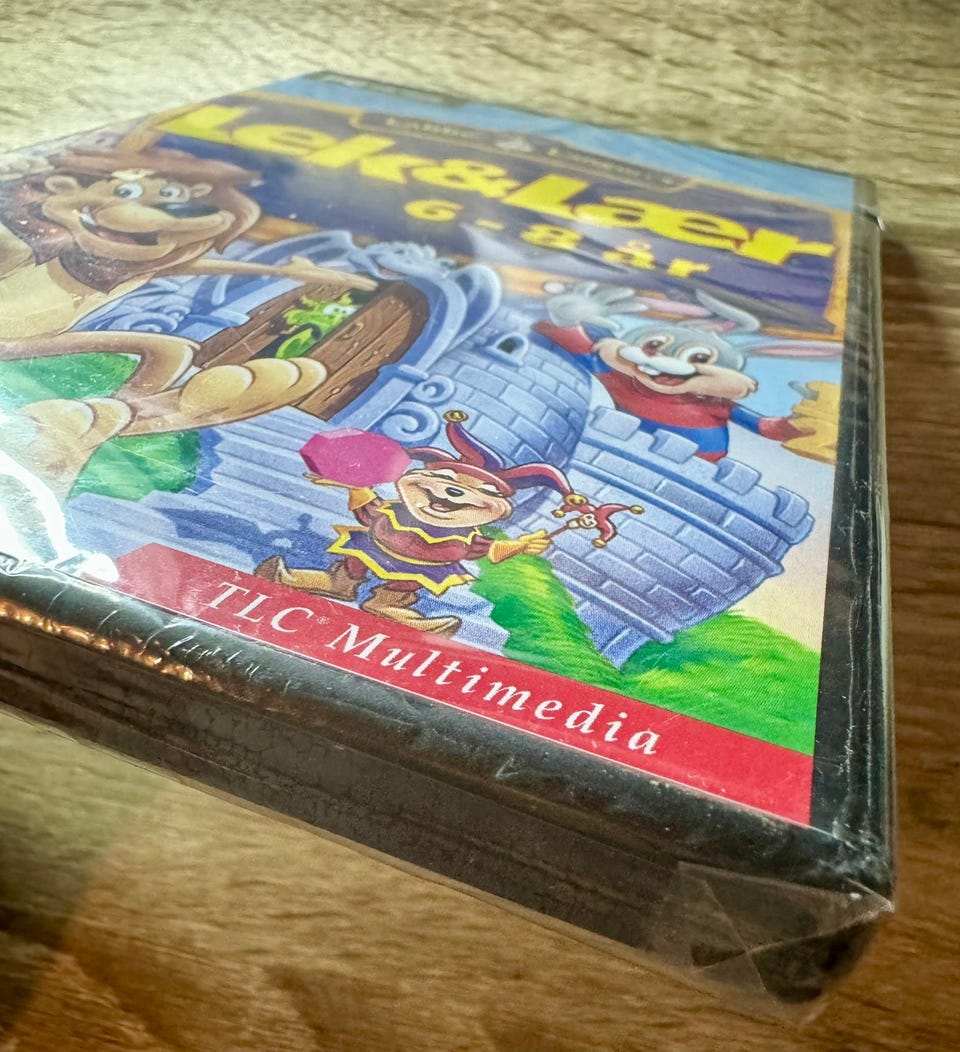 Lek&Lær
6 - 8 år
TLC® Multimedia